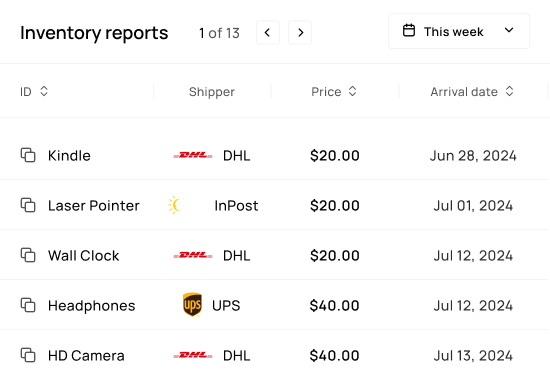 Inventory reports 1 of 13 This week
ID Shipper Price Arrival date
Kindle DHL DHL $20.00 Jun 28, 2024
Laser Pointer InPost $20.00 Jul 01, 2024
Wall Clock DHL DHL $20.00 Jul 12, 2024
Headphones ups UPS $40.00 Jul 12, 2024
HD Camera DHL DHL $40.00 Jul 13, 2024